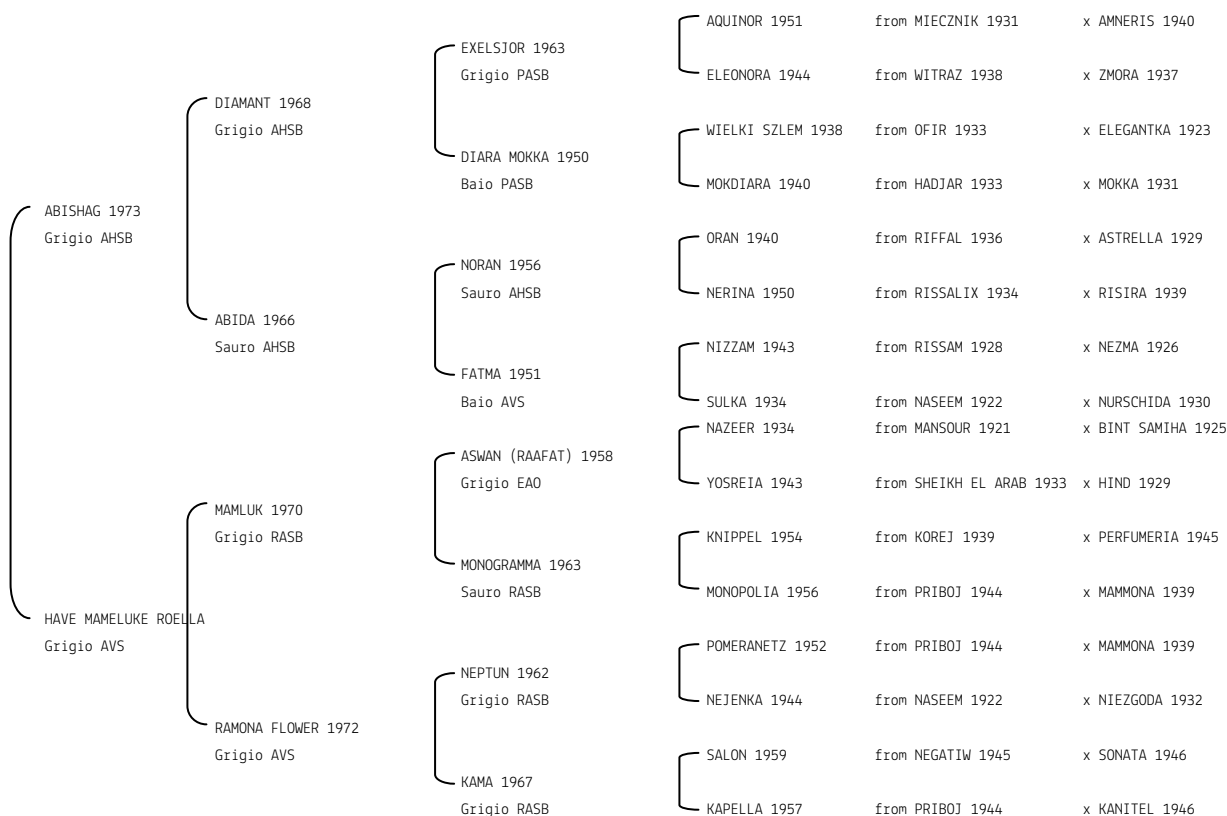 AQUINOR 1951 from MIECZNIK 1931 x AMNERIS 1940
EXELSJOR 1963
Grigio PASB
ELEONORA 1944 from WITRAZ 1938 x ZMORA 1937
DIAMANT 1968
Grigio AHSB
WIELKI SZLEM 1938 from OFIR 1933 x ELEGANTKA 1923
DIARA MOKKA 1950
Baio PASB
MOKDIARA 1940 from HADJAR 1933 x MOKKA 1931
ABISHAG 1973
Grigio AHSB
ORAN 1940 from RIFFAL 1936 x ASTRELLA 1929
NORAN 1956
Sauro AHSB
NERINA 1950 from RISSALIX 1934 x RISIRA 1939
ABIDA 1966
Sauro AHSB
NIZZAM 1943 from RISSAM 1928 x NEZMA 1926
FATMA 1951
Baio AVS
SULKA 1934 from NASEEM 1922 x NURSCHIDA 1930
NAZEER 1934 from MANSOUR 1921 x BINT SAMIHA 1925
ASWAN (RAAFAT) 1958
Grigio EAO
YOSREIA 1943 from SHEIKH EL ARAB 1933 x HIND 1929
MAMLUK 1970
Grigio RASB
KNIPPEL 1954 from KOREJ 1939 x PERFUMERIA 1945
MONOGRAMMA 1963
Sauro RASB
MONOPOLIA 1956 from PRIBOJ 1944 x MAMMONA 1939
HAVE MAMELUKE ROELLA
Grigio AVS
POMERANETZ 1952 from PRIBOJ 1944 x MAMMONA 1939
NEPTUN 1962
Grigio RASB
NEJENKA 1944 from NASEEM 1922 x NIEZGODA 1932
RAMONA FLOWER 1972
Grigio AVS
SALON 1959 from NEGATIW 1945 x SONATA 1946
KAMA 1967
Grigio RASB
KAPELLA 1957 from PRIBOJ 1944 x KANITEL 1946